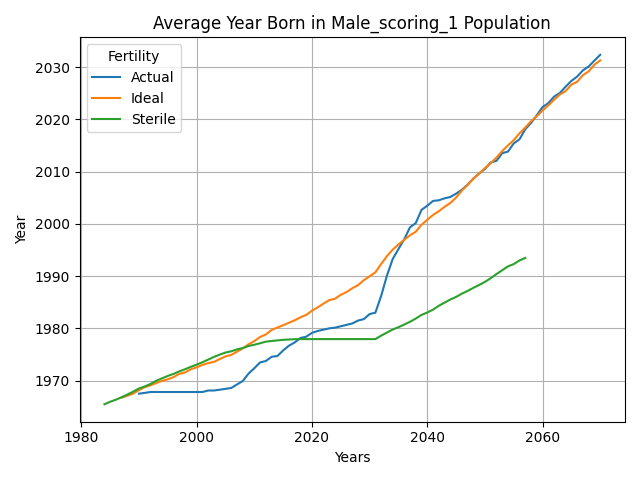 Average Year Born in Male_scoring_1 Population
Fertility
Actual
Ideal
Sterile
2030
2020
2010
2000
1990
1980
1970
Year
1980 2000 2020 2040 2060
Years